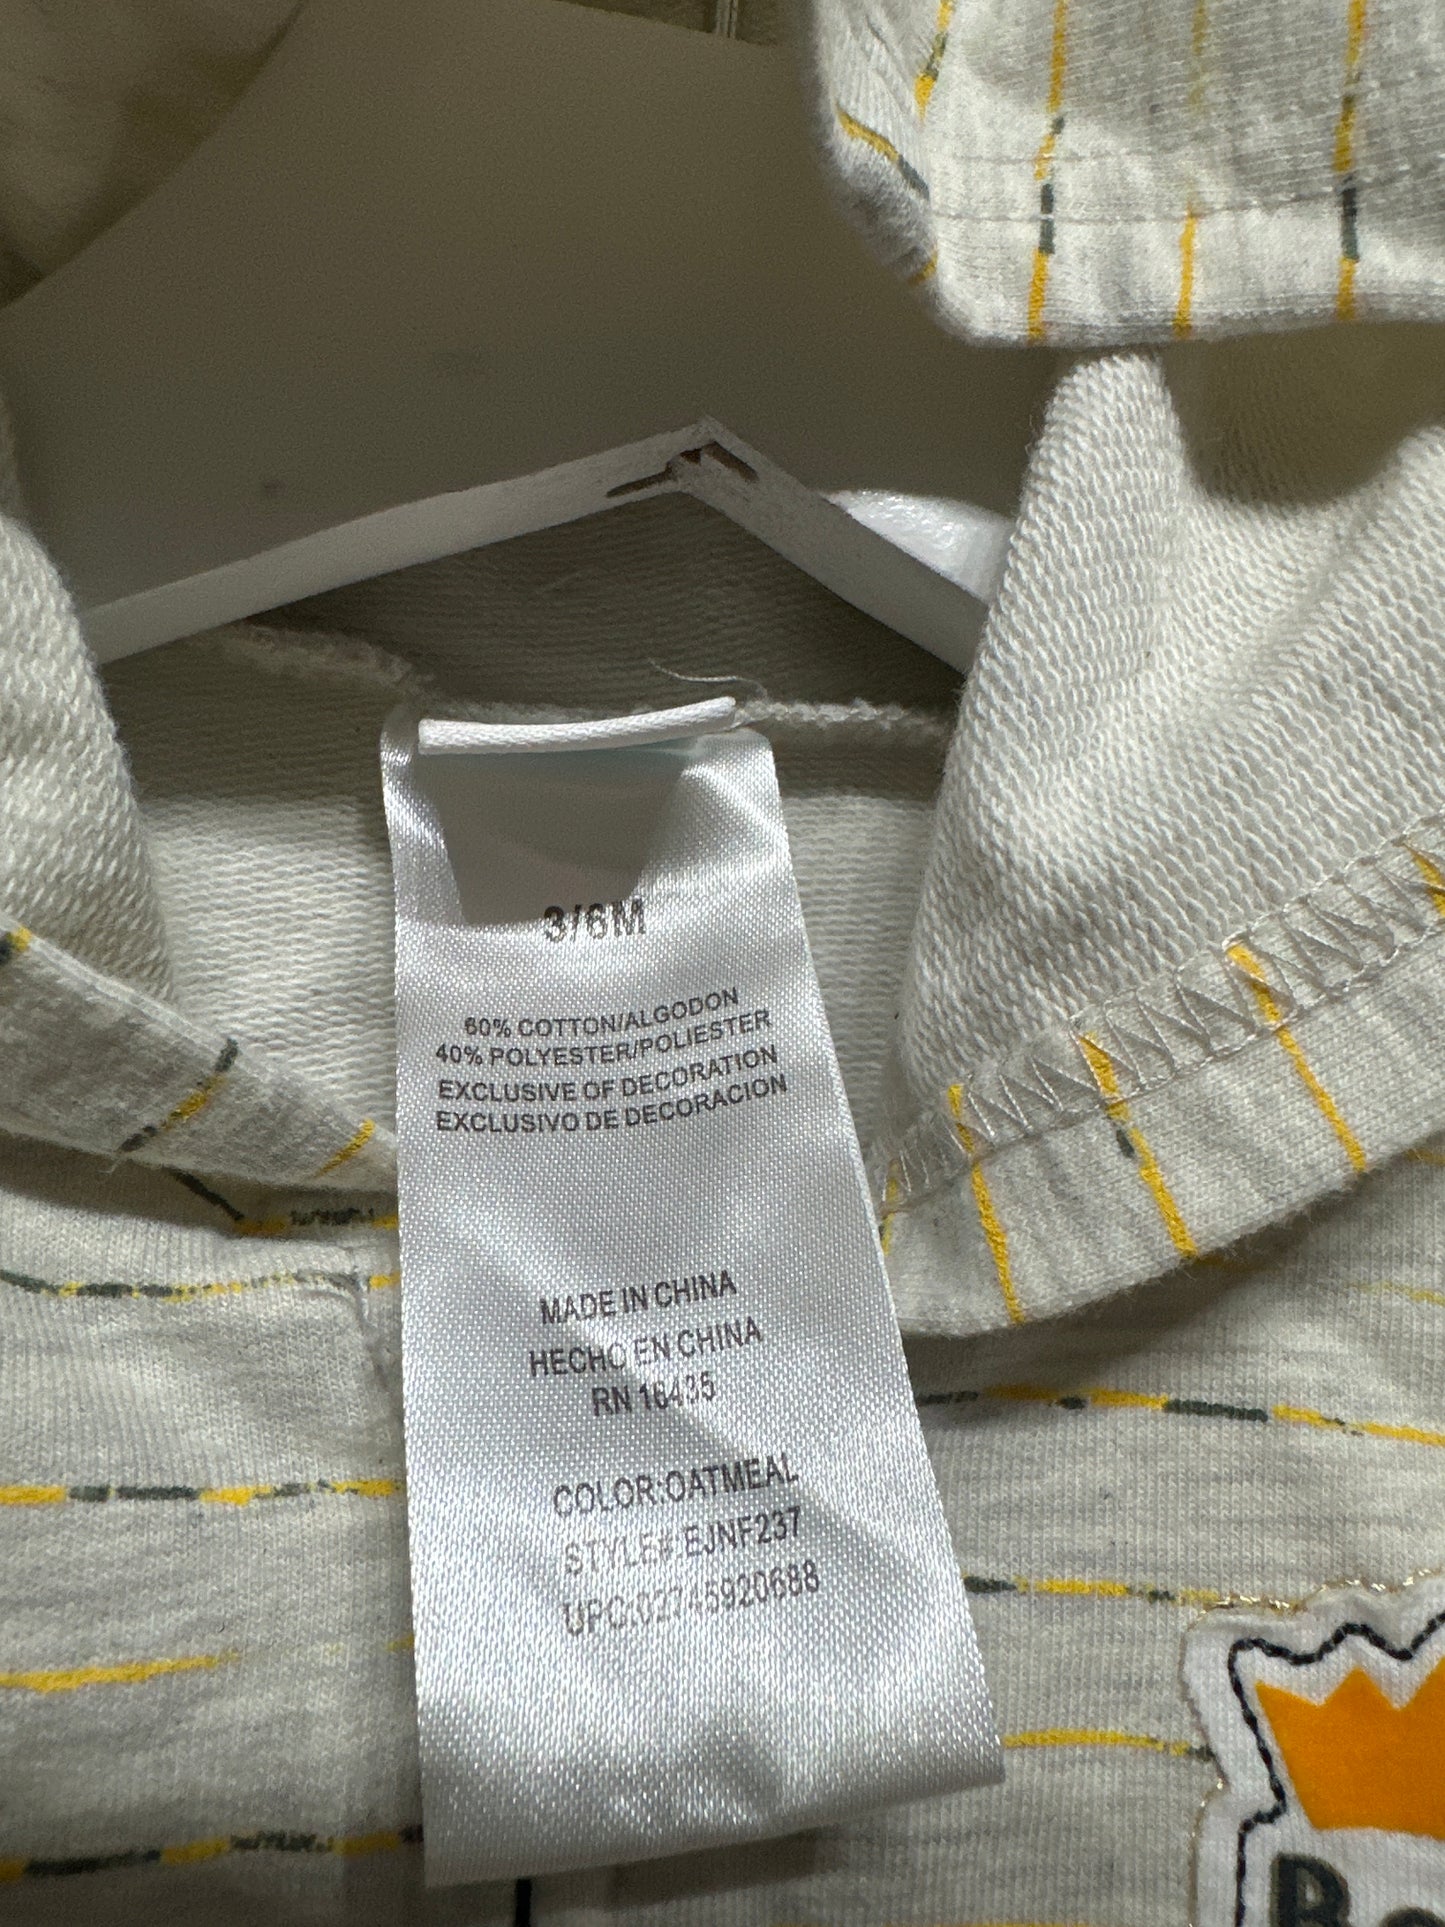 3/6M
60% COTTON/ALGODON
40% POLYESTER/POLIESTER
EXCLUSIVE OF DECORATION
EXCLUSIVO DE DECORACION
MADE IN CHINA
HECHO EN CHINA
RN 16435
COLOR:OATMEAL
STYLE# EJNF237
UPC:02745920688